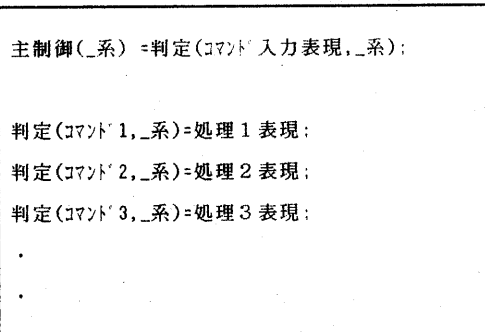 主制御(_系) =判定(ｺﾏﾝﾄﾞ入力表現,_系);
判定(ｺﾏﾝﾄﾞ1,_系)=処理１表現;
判定(ｺﾏﾝﾄﾞ2,_系)=処理２表現;
判定(ｺﾏﾝﾄﾞ3,_系)=処理３表現;
・
・